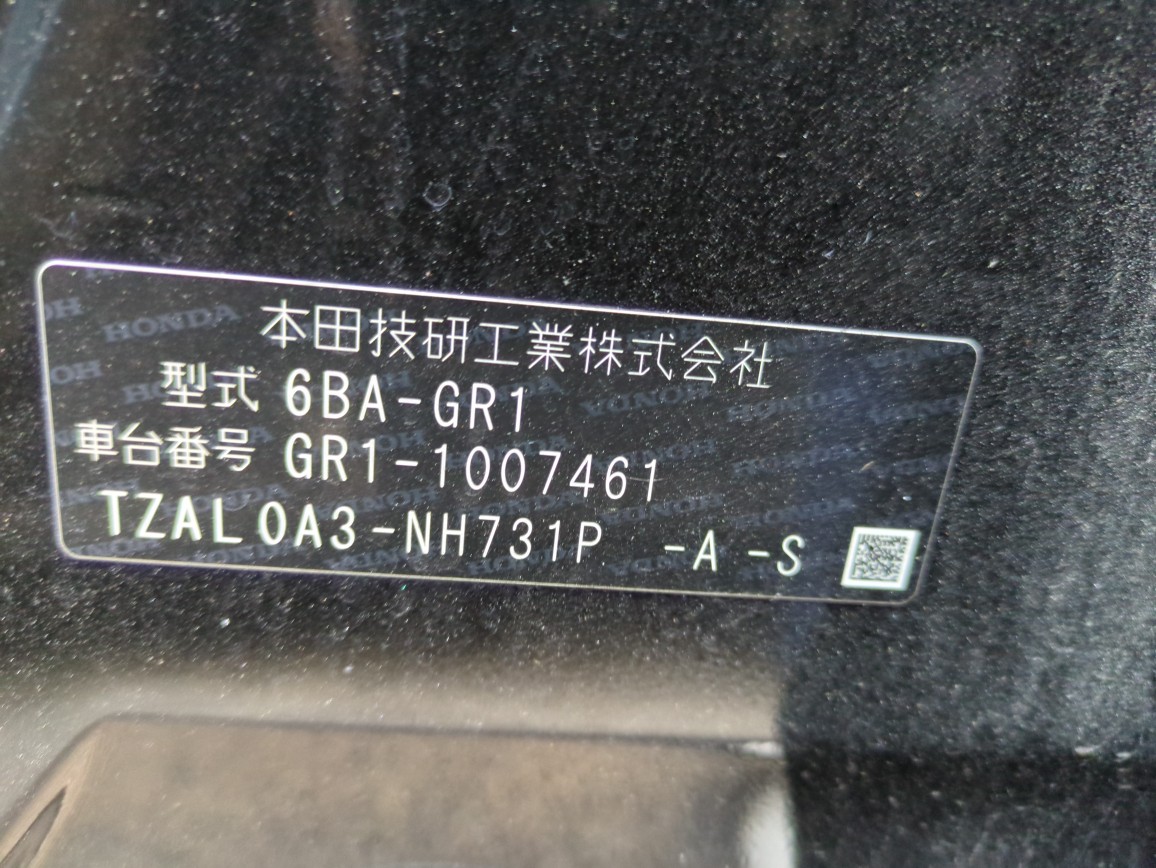 本田技研工業株式会社
型式 6BA-GR1
車台番号 GR1-1007461
TZAL0A3-NH731P -A -S